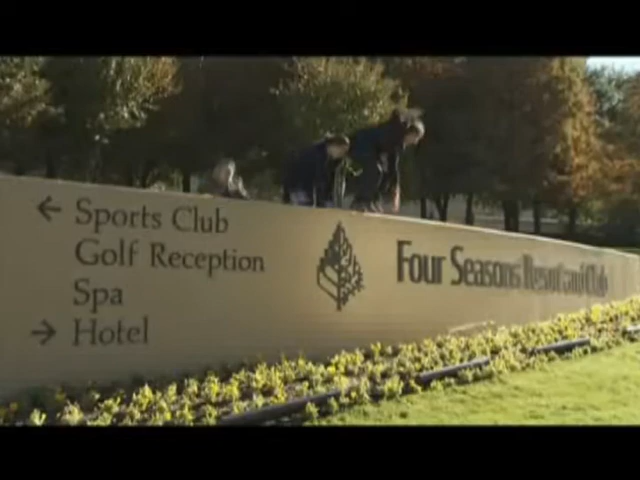 ← Sports Club
Golf Reception
Spa
→ Hotel
Four Seasons Resort and Club